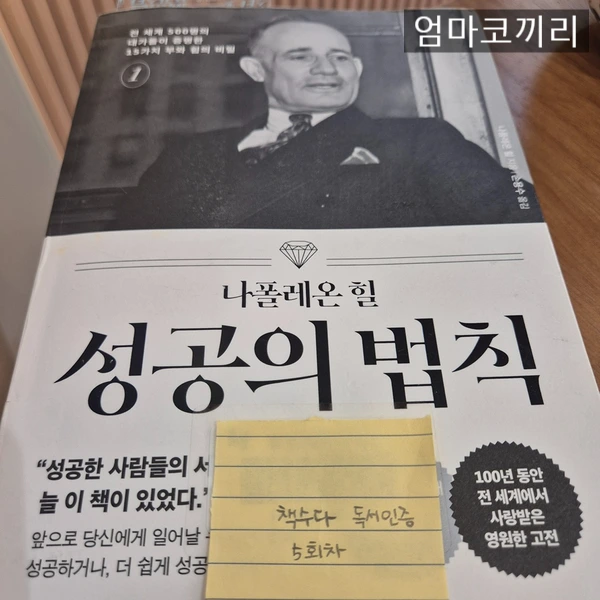 엄마코끼리
전 세계 500명의
대가들이 증명한
15가지 부와 힘의 비밀
1
나폴레온 힐
성공의 법칙
“성공한 사람들의 서
늘 이 책이 있었다.”
앞으로 당신에게 일어날
성공하거나, 더 쉽게 성공
100년 동안
전 세계에서
사랑받은
영원한 고전
책수다 독서인증
5회차